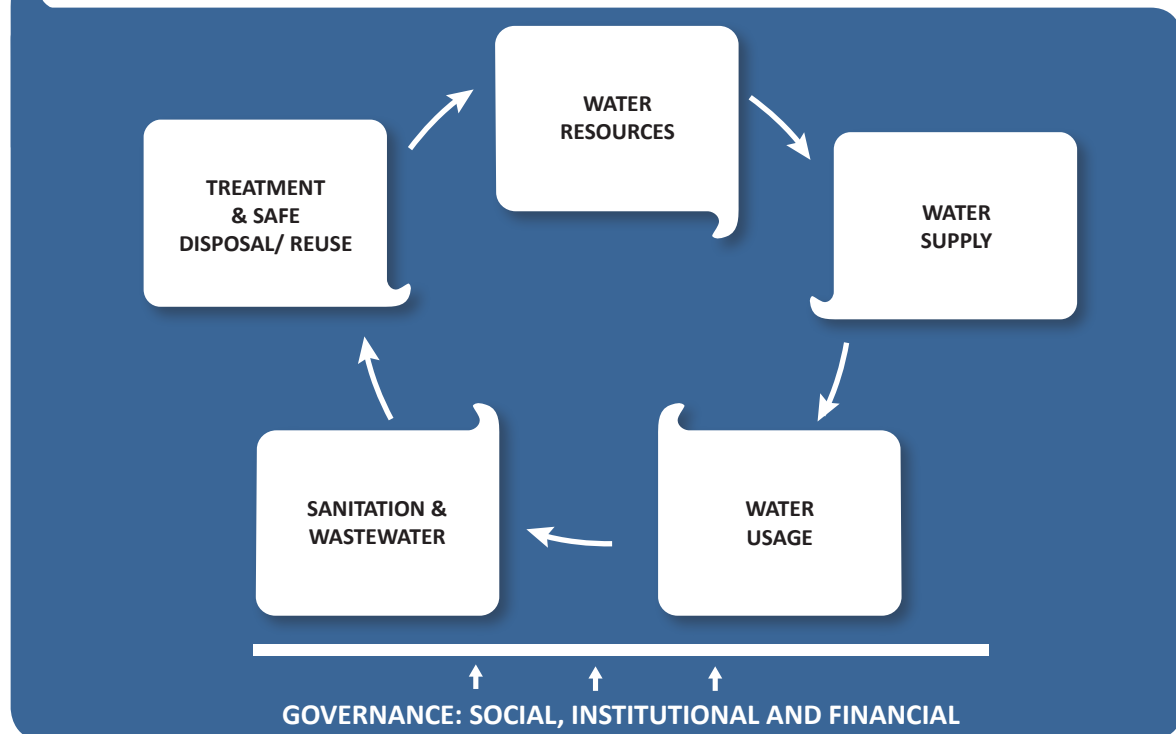 WATER
RESOURCES
WATER
SUPPLY
WATER
USAGE
SANITATION &
WASTEWATER
TREATMENT
& SAFE
DISPOSAL/ REUSE
GOVERNANCE: SOCIAL, INSTITUTIONAL AND FINANCIAL